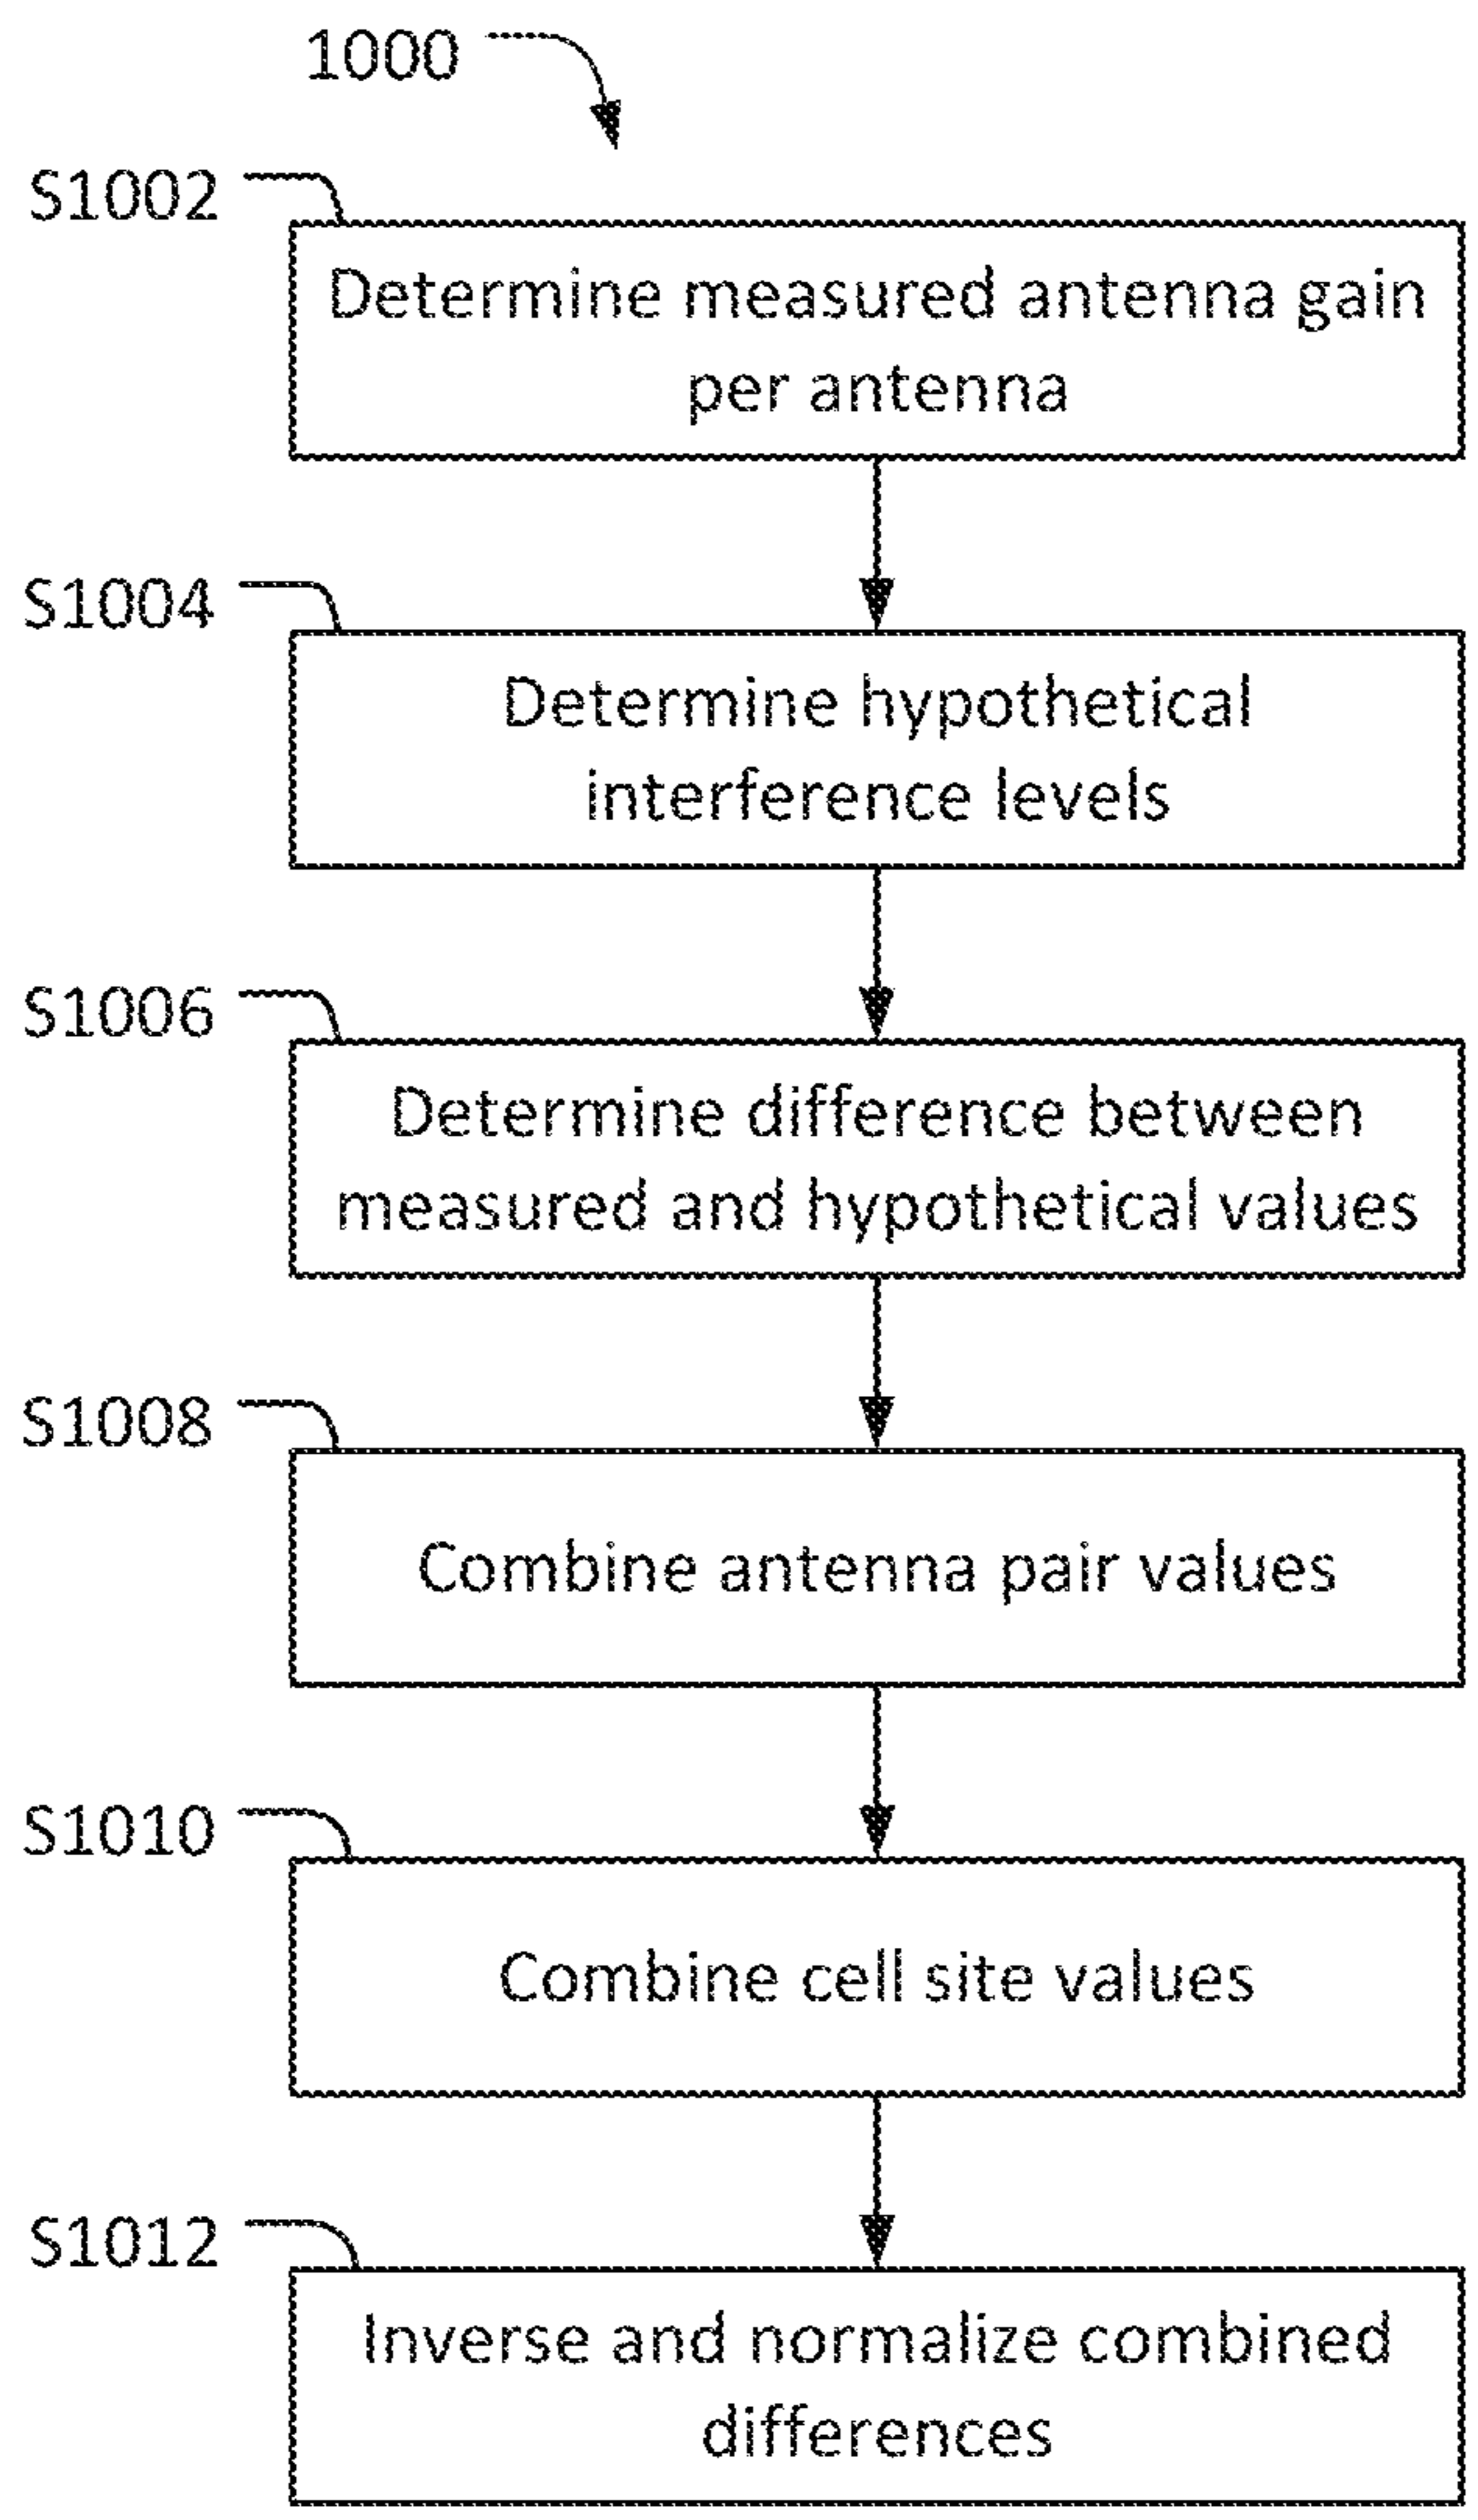 1000
S1002
Determine measured antenna gain
per antenna
S1004
Determine hypothetical
interference levels
S1006
Determine difference between
measured and hypothetical values
S1008
Combine antenna pair values
S1010
Combine cell site values
S1012
Inverse and normalize combined
differences